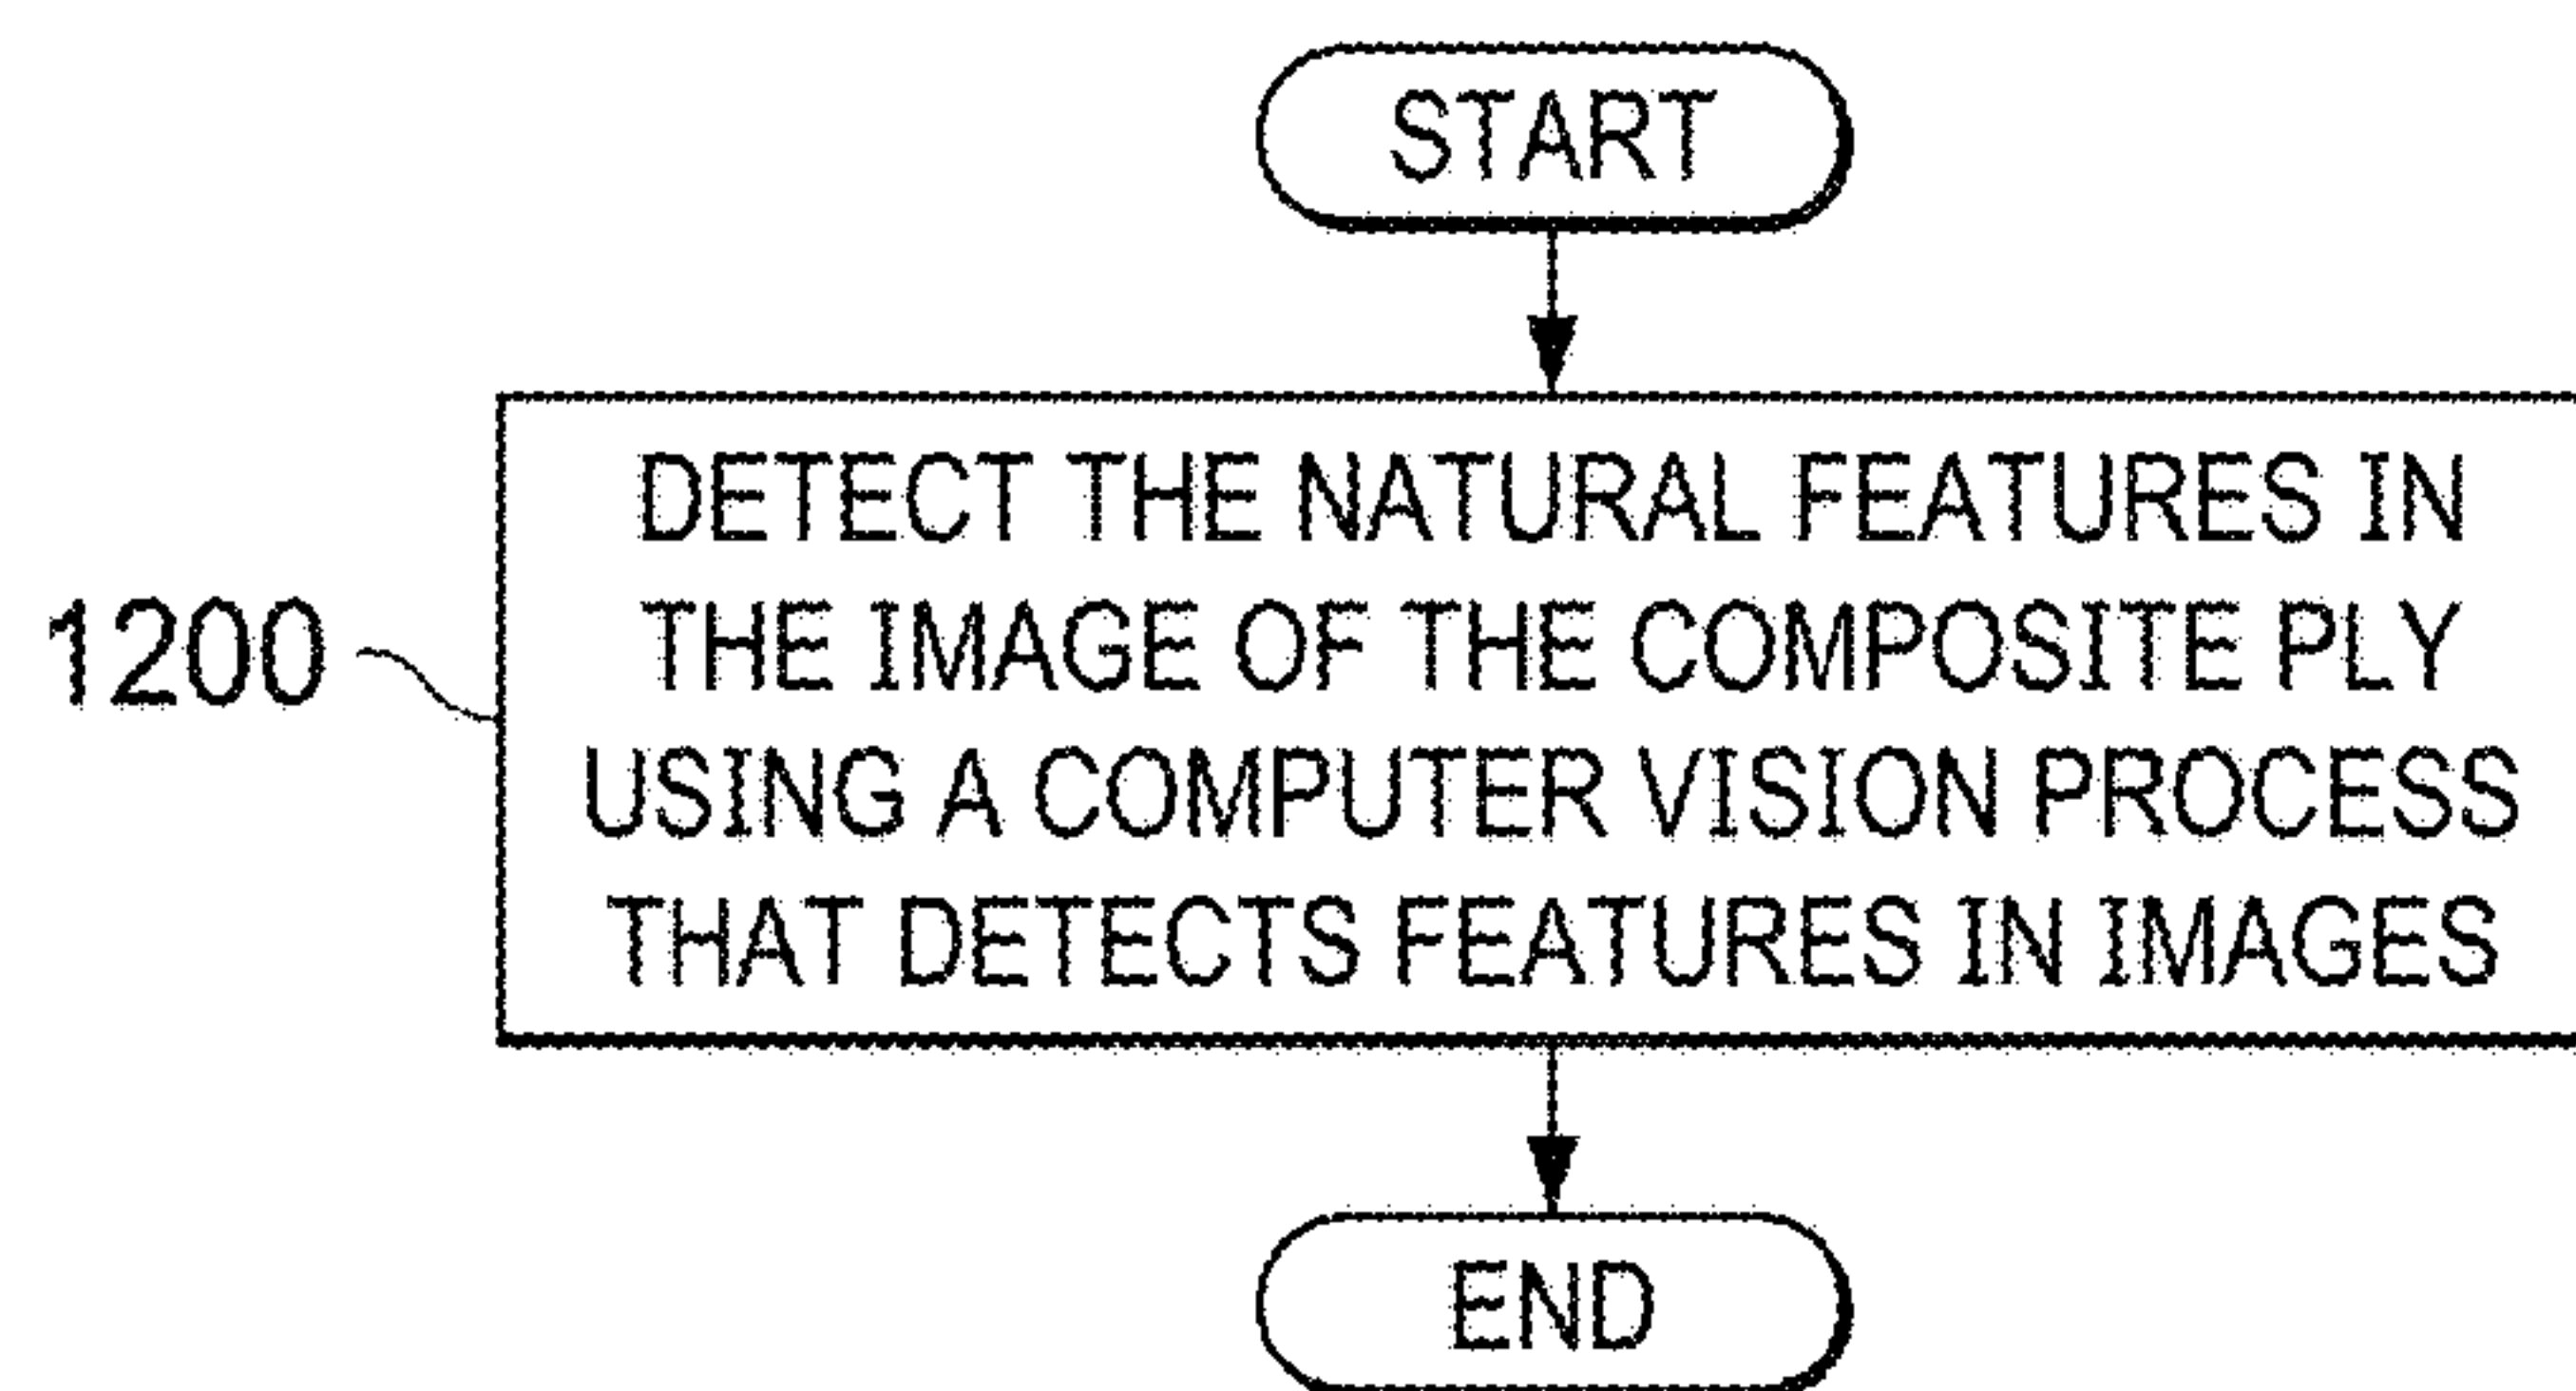 START
DETECT THE NATURAL FEATURES IN
THE IMAGE OF THE COMPOSITE PLY
1200
USING A COMPUTER VISION PROCESS
THAT DETECTS FEATURES IN IMAGES
END